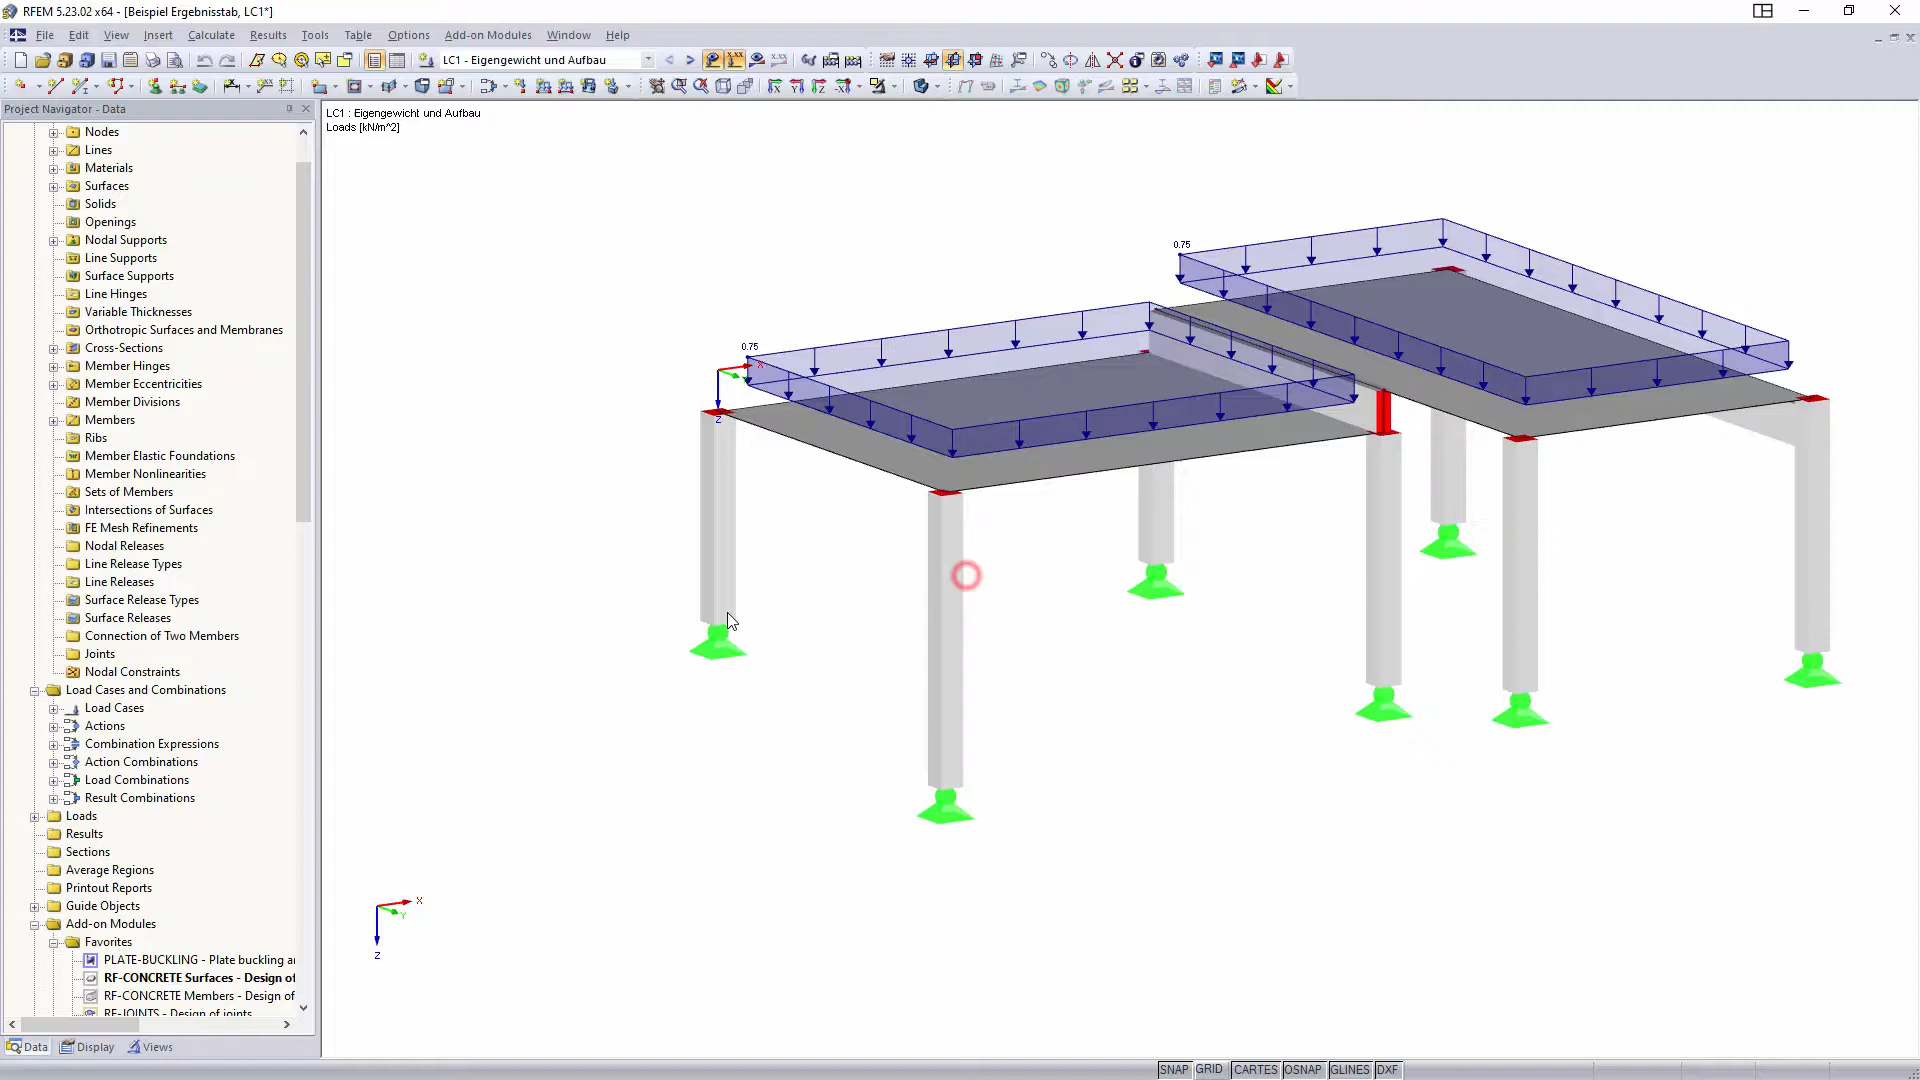 RFEM 5.23.02 x64 - [Beispiel Ergebnisstab, LC1*]
File Edit View Insert Calculate Results Tools Table Options Add-on Modules Window Help
LC1 - Eigengewicht und Aufbau
Project Navigator - Data
Nodes
Lines
Materials
Surfaces
Solids
Openings
Nodal Supports
Line Supports
Surface Supports
Line Hinges
Variable Thicknesses
Orthotropic Surfaces and Membranes
Cross-Sections
Member Hinges
Member Eccentricities
Member Divisions
Members
Ribs
Member Elastic Foundations
Member Nonlinearities
Sets of Members
Intersections of Surfaces
FE Mesh Refinements
Nodal Releases
Line Release Types
Line Releases
Surface Release Types
Surface Releases
Connection of Two Members
Joints
Nodal Constraints
Load Cases and Combinations
Load Cases
Actions
Combination Expressions
Action Combinations
Load Combinations
Result Combinations
Loads
Results
Sections
Average Regions
Printout Reports
Guide Objects
Add-on Modules
Favorites
PLATE-BUCKLING - Plate buckling a
RF-CONCRETE Surfaces - Design of
RF-CONCRETE Members - Design of
RF-JOINTS - Design of joints
Data Display Views
LC1 : Eigengewicht und Aufbau
Loads [kN/m^2]
0.75
0.75
X
Z
X
Y
Z
SNAP GRID CARTES OSNAP GLINES DXF